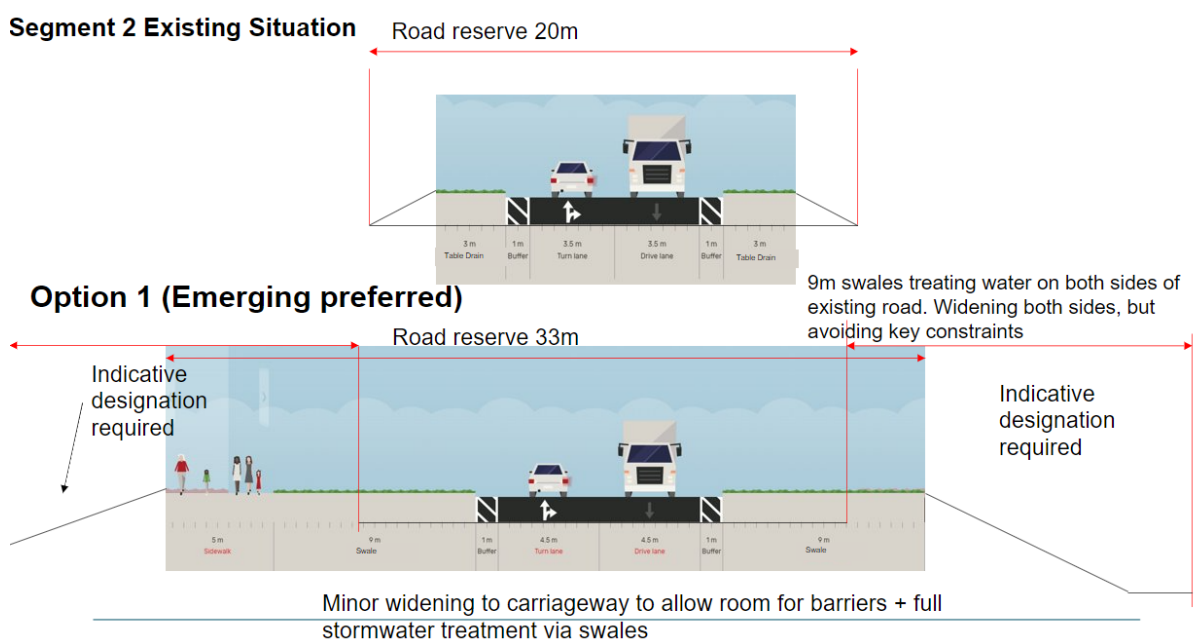 Segment 2 Existing Situation
Road reserve 20m
3 m
Table Drain
1 m
Buffer
3.5 m
Turn lane
3.5 m
Drive lane
1 m
Buffer
3 m
Table Drain
Option 1 (Emerging preferred)
9m swales treating water on both sides of
existing road. Widening both sides, but
avoiding key constraints
Road reserve 33m
Indicative
designation
required
Indicative
designation
required
5 m
Sidewalk
9 m
Swale
1 m
Buffer
4.5 m
Turn lane
4.5 m
Drive lane
1 m
Buffer
9 m
Swale
Minor widening to carriageway to allow room for barriers + full
stormwater treatment via swales